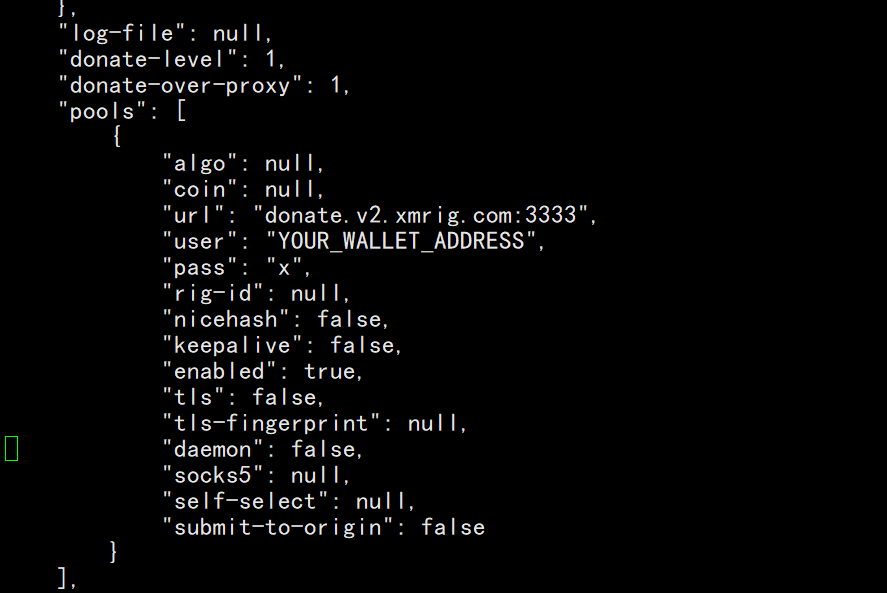 },
"log-file": null,
"donate-level": 1,
"donate-over-proxy": 1,
"pools": [
{
"algo": null,
"coin": null,
"url": "donate.v2.xmrig.com:3333",
"user": "YOUR_WALLET_ADDRESS",
"pass": "x",
"rig-id": null,
"nicehash": false,
"keepalive": false,
"enabled": true,
"tls": false,
"tls-fingerprint": null,
"daemon": false,
"socks5": null,
"self-select": null,
"submit-to-origin": false
}
],